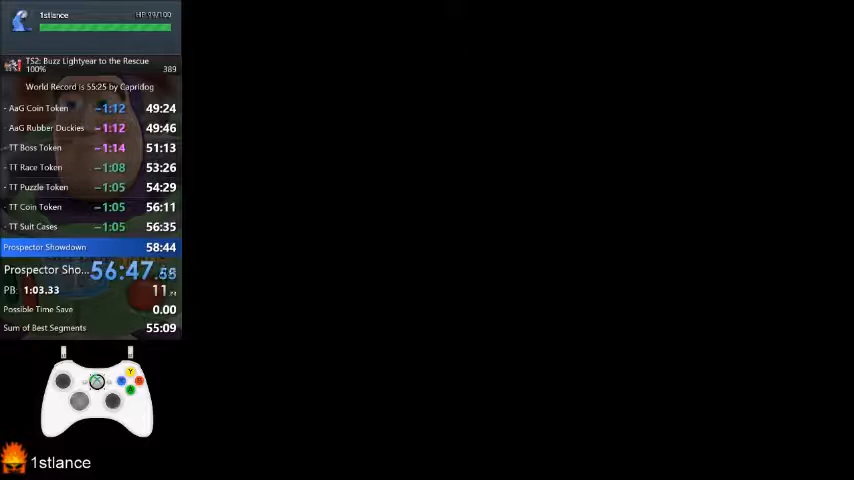 1stlance HP 99/100
TS2: Buzz Lightyear to the Rescue
100% 389
World Record is 55:25 by Capridog
- AaG Coin Token −1:12 49:24
- AaG Rubber Duckies −1:12 49:46
- TT Boss Token −1:14 51:13
- TT Race Token −1:08 53:26
- TT Puzzle Token −1:05 54:29
- TT Coin Token −1:05 56:11
- TT Suit Cases −1:05 56:35
Prospector Showdown 58:44
Prospector Sho... 56:47.55
PB: 1:03.33 11
Possible Time Save 0.00
Sum of Best Segments 55:09
Y
X B
A
1stlance